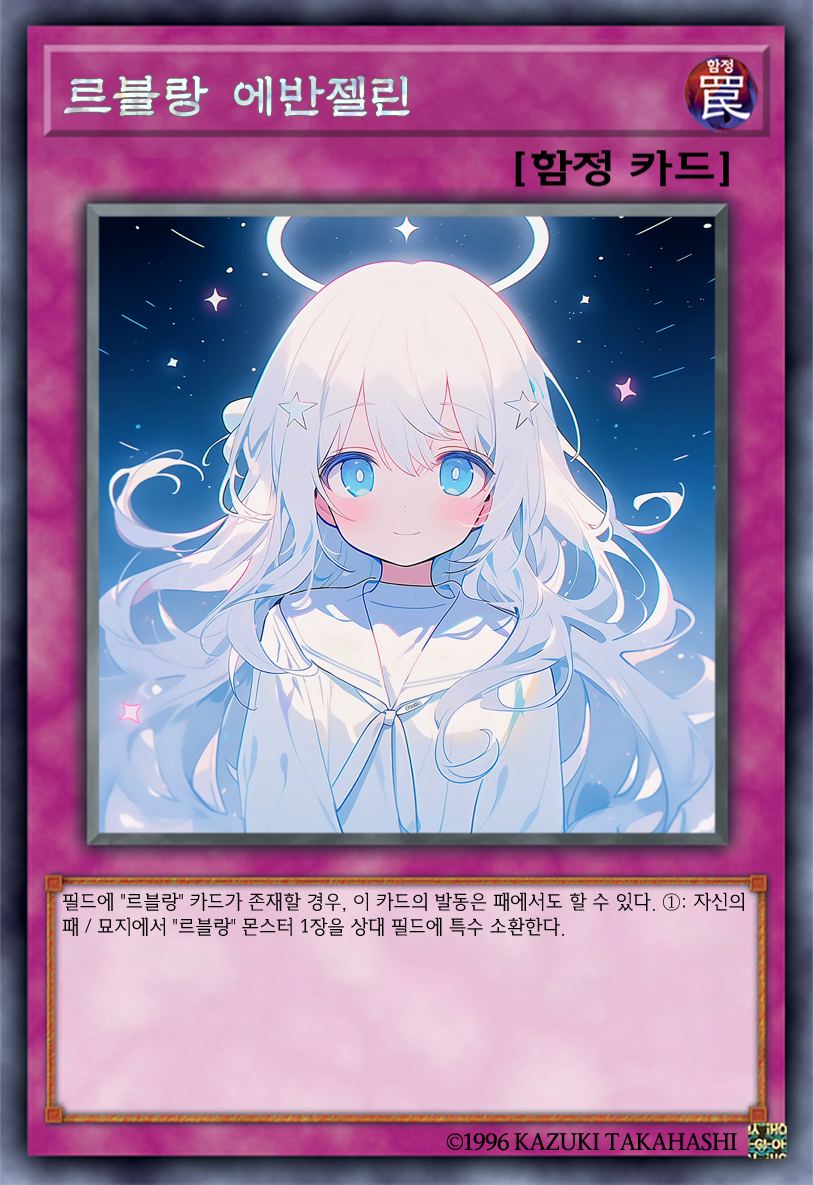 르블랑 에반젤린
함정
罠
[함정 카드]
필드에 "르블랑" 카드가 존재할 경우, 이 카드의 발동은 패에서도 할 수 있다. ①: 자신의
패 / 묘지에서 "르블랑" 몬스터 1장을 상대 필드에 특수 소환한다.
©1996 KAZUKI TAKAHASHI